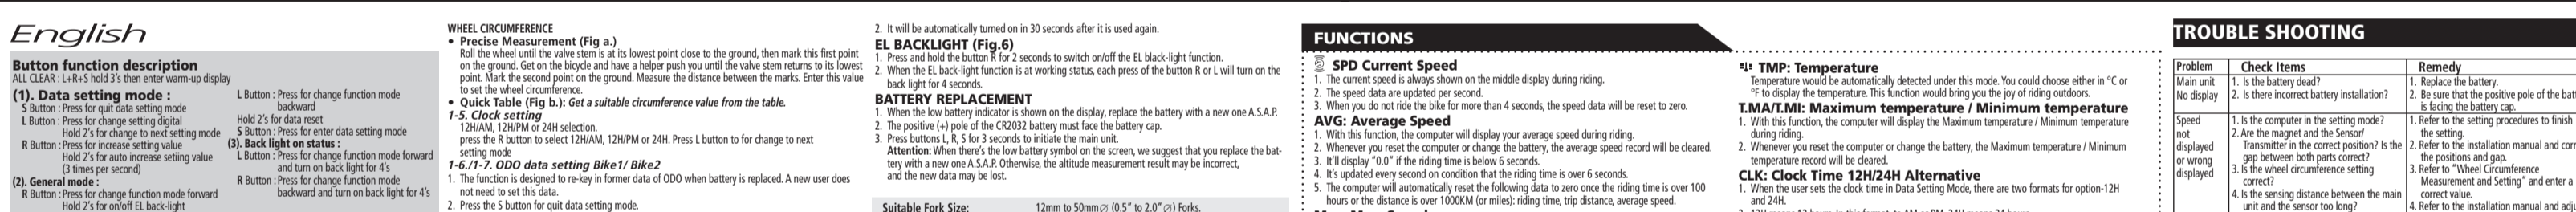 English
Button function description
ALL CLEAR : L+R+S hold 3's then enter warm-up display
(1). Data setting mode :
S Button : Press for quit data setting mode
L Button : Press for change setting digital
Hold 2's for change to next setting mode
R Button : Press for increase setting value
Hold 2's for auto increase setiing value
(3 times per second)
(2). General mode :
R Button : Press for change function mode forward
Hold 2's for on/off EL back-light
L Button : Press for change function mode
backward
Hold 2's for data reset
S Button : Press for enter data setting mode
(3). Back light on status :
L Button : Press for change function mode forward
and turn on back light for 4's
R Button : Press for change function mode
backward and turn on back light for 4's
WHEEL CIRCUMFERENCE
• Precise Measurement (Fig a.)
Roll the wheel until the valve stem is at its lowest point close to the ground, then mark this first point
on the ground. Get on the bicycle and have a helper push you until the valve stem returns to its lowest
point. Mark the second point on the ground. Measure the distance between the marks. Enter this value
to set the wheel circumference.
• Quick Table (Fig b.): Get a suitable circumference value from the table.
1-5. Clock setting
12H/AM, 12H/PM or 24H selection.
press the R button to select 12H/AM, 12H/PM or 24H. Press L button to for change to next
setting mode
1-6/1-7. ODO data setting Bike1/ Bike2
1. The function is designed to re-key in former data of ODO when battery is replaced. A new user does
not need to set this data.
2. Press the S button for quit data setting mode.
2. It will be automatically turned on in 30 seconds after it is used again.
EL BACKLIGHT (Fig.6)
1. Press and hold the button R for 2 seconds to switch on/off the EL black-light function.
2. When the EL back-light function is at working status, each press of the button R or L will turn on the
back light for 4 seconds.
BATTERY REPLACEMENT
1. When the low battery indicator is shown on the display, replace the battery with a new one A.S.A.P.
2. The positive (+) pole of the CR2032 battery must face the battery cap.
3. Press buttons L, R, S for 3 seconds to initiate the main unit.
Attention: When there's the low battery symbol on the screen, we suggest that you replace the bat-
tery with a new one A.S.A.P. Otherwise, the altitude measurement result may be incorrect,
and the new data may be lost.
Suitable Fork Size: 12mm to 50mm∅ (0.5" to 2.0"∅) Forks.
FUNCTIONS
SPD Current Speed
1. The current speed is always shown on the middle display during riding.
2. The speed data are updated per second.
3. When you do not ride the bike for more than 4 seconds, the speed data will be reset to zero.
AVG: Average Speed
1. With this function, the computer will display your average speed during riding.
2. Whenever you reset the computer or change the battery, the average speed record will be cleared.
3. It'll display "0.0" if the riding time is below 6 seconds.
4. It's updated every second on condition that the riding time is over 6 seconds.
5. The computer will automatically reset the following data to zero once the riding time is over 100
hours or the distance is over 1000KM (or miles): riding time, trip distance, average speed.
TMP: Temperature
Temperature would be automatically detected under this mode. You could choose either in °C or
°F to display the temperature. This function would bring you the joy of riding outdoors.
T.MA/T.MI: Maximum temperature / Minimum temperature
1. With this function, the computer will display the Maximum temperature / Minimum temperature
during riding.
2. Whenever you reset the computer or change the battery, the Maximum temperature / Minimum
temperature record will be cleared.
CLK: Clock Time 12H/24H Alternative
1. When the user sets the clock time in Data Setting Mode, there are two formats for option-12H
and 24H.
TROUBLE SHOOTING
Problem Check Items Remedy
Main unit 1. Is the battery dead? 1. Replace the battery.
No display 2. Is there incorrect battery installation? 2. Be sure that the positive pole of the
is facing the battery cap.
Speed 1. Is the computer in the setting mode? 1. Refer to the setting procedures to finish
not 2. Are the magnet and the Sensor/ the setting.
displayed Transmitter in the correct position? Is the 2. Refer to the installation manual and
or wrong gap between both parts correct? the positions and gap.
displayed 3. Is the wheel circumference setting 3. Refer to "Wheel Circumference
correct? Measurement and Setting" and enter a
4. Is the sensing distance between the main correct value.
unit and the sensor too long? 4. Refer to the installation manual and